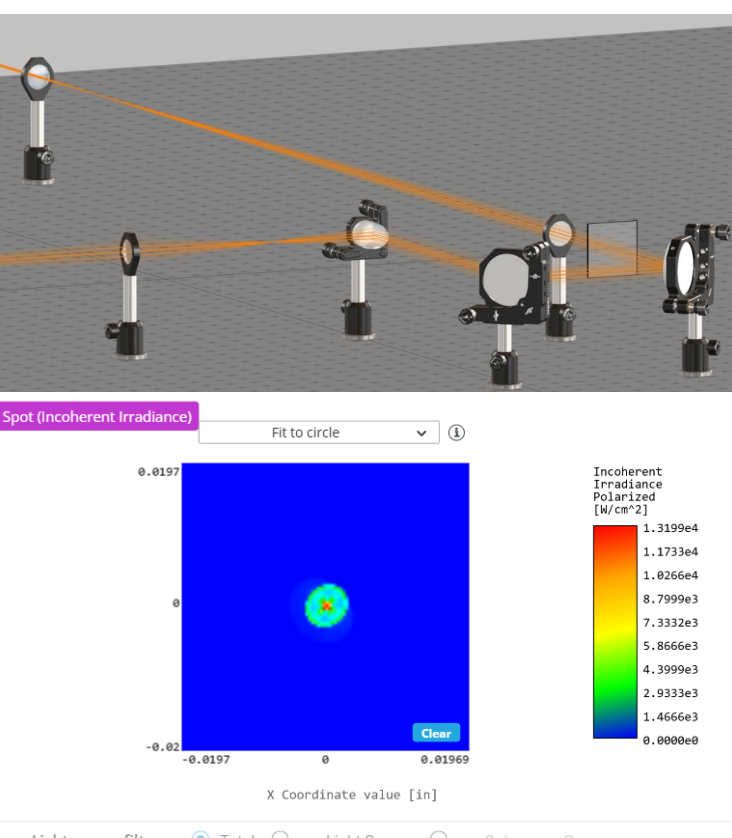 Spot (Incoherent Irradiance)
Fit to circle
0.0197
0
-0.02
-0.0197 0 0.01969
X Coordinate value [in]
Clear
Incoherent
Irradiance
Polarized
[W/cm^2]
1.3199e4
1.1733e4
1.0266e4
8.7999e3
7.3332e3
5.8666e3
4.3999e3
2.9333e3
1.4666e3
0.0000e0